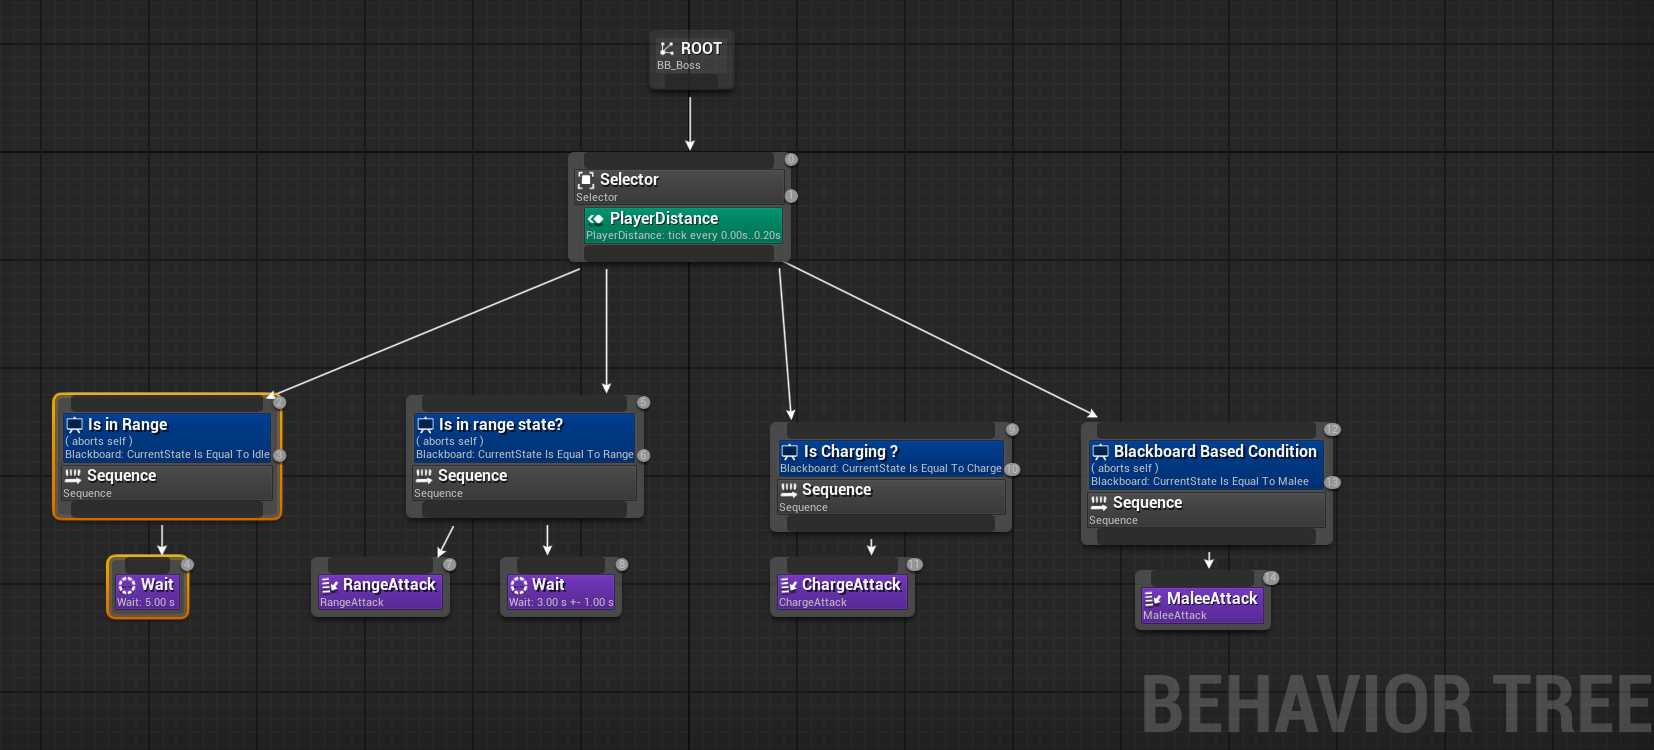 ROOT
BB_Boss
0
Selector
Selector
1
PlayerDistance
PlayerDistance: tick every 0.00s..0.20s
2
Is in Range
( aborts self )
Blackboard: CurrentState Is Equal To Idle
3
Sequence
Sequence
5
Is in range state?
( aborts self )
Blackboard: CurrentState Is Equal To Range
6
Sequence
Sequence
9
Is Charging ?
Blackboard: CurrentState Is Equal To Charge
10
Sequence
Sequence
12
Blackboard Based Condition
( aborts self )
Blackboard: CurrentState Is Equal To Malee
13
Sequence
Sequence
4
Wait
Wait: 5.00 s
7
RangeAttack
RangeAttack
8
Wait
Wait: 3.00 s +- 1.00 s
11
ChargeAttack
ChargeAttack
14
MaleeAttack
MaleeAttack
BEHAVIOR TREE